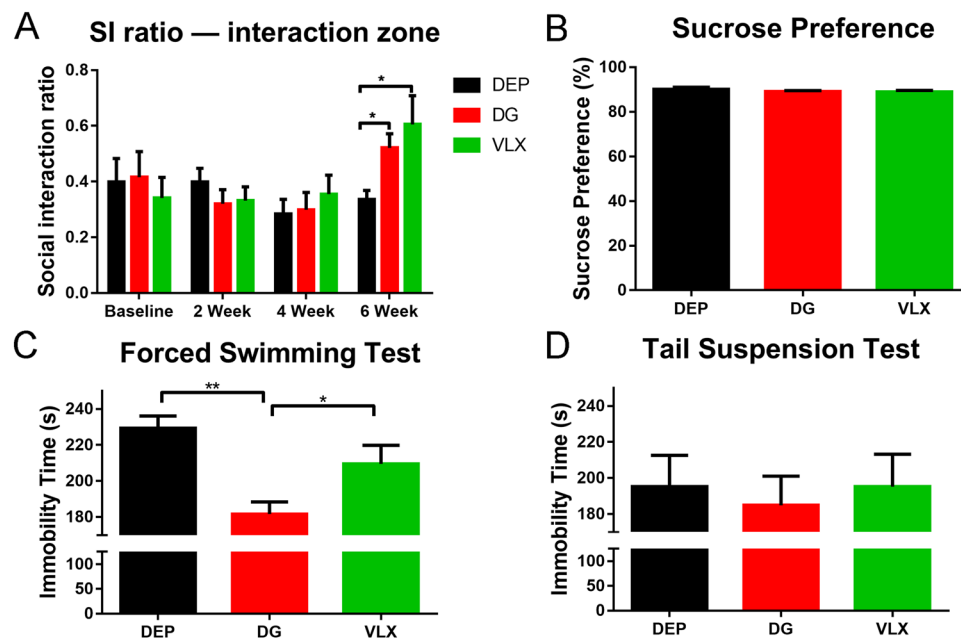 A
SI ratio — interaction zone
Social interaction ratio
0.8
0.6
0.4
0.2
0.0
*
*
Baseline
2 Week
4 Week
6 Week
DEP
DG
VLX
B
Sucrose Preference
Sucrose Preference (%)
100
80
60
40
20
0
DEP
DG
VLX
C
Forced Swimming Test
Immobility Time (s)
240
220
200
180
100
50
0
**
*
DEP
DG
VLX
D
Tail Suspension Test
Immobility Time (s)
240
220
200
180
100
50
0
DEP
DG
VLX